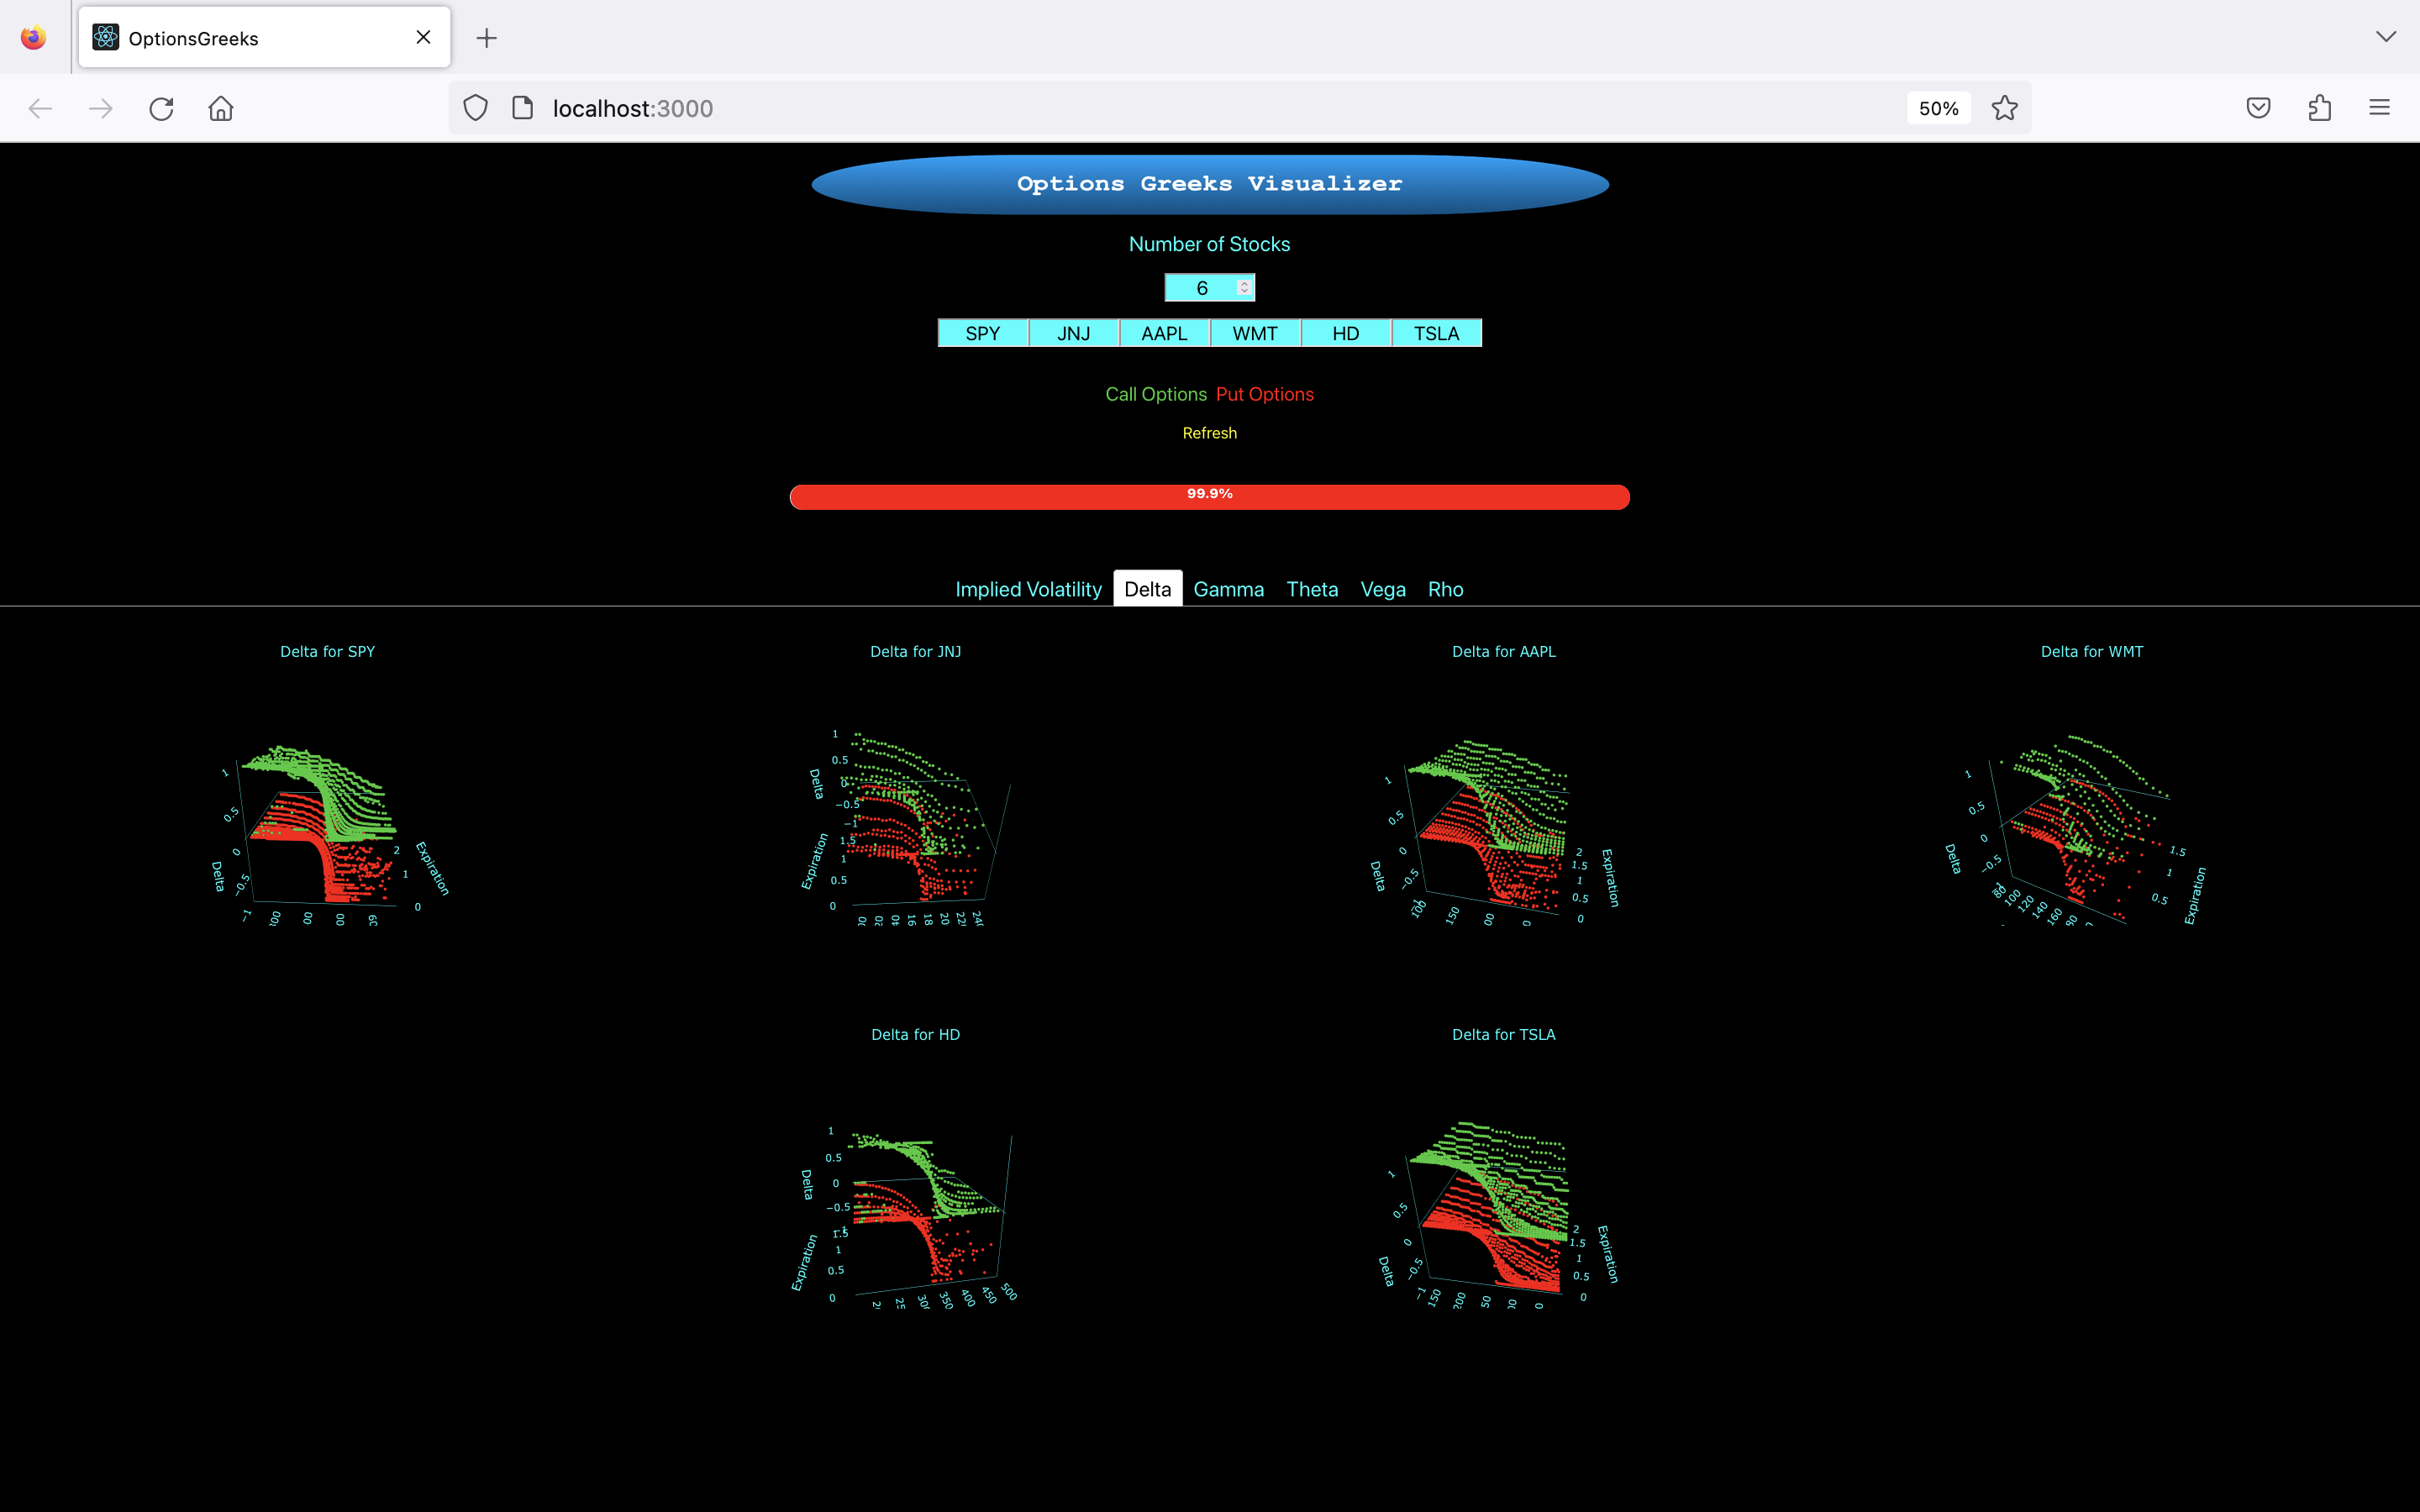 OptionsGreeks
localhost:3000
50%
Options Greeks Visualizer
Number of Stocks
6
SPY JNJ AAPL WMT HD TSLA
Call Options Put Options
Refresh
99.9%
Implied Volatility Delta Gamma Theta Vega Rho
Delta for SPY
1
0.5
0
−0.5
−1
Delta
2
1
0
Expiration
Delta for JNJ
1
0.5
0
−0.5
−1
Delta
1.5
1
0.5
0
Expiration
Delta for AAPL
1
0.5
0
−0.5
Delta
100
150
2
1.5
1
0.5
0
Expiration
Delta for WMT
1
0.5
0
−0.5
Delta
80
100
120
140
160
1.5
1
0.5
Expiration
Delta for HD
1
0.5
0
−0.5
Delta
1.5
1
0.5
0
Expiration
350
400
450
500
Delta for TSLA
1
0.5
0
−0.5
−1
Delta
150
200
2
1.5
1
0.5
0
Expiration